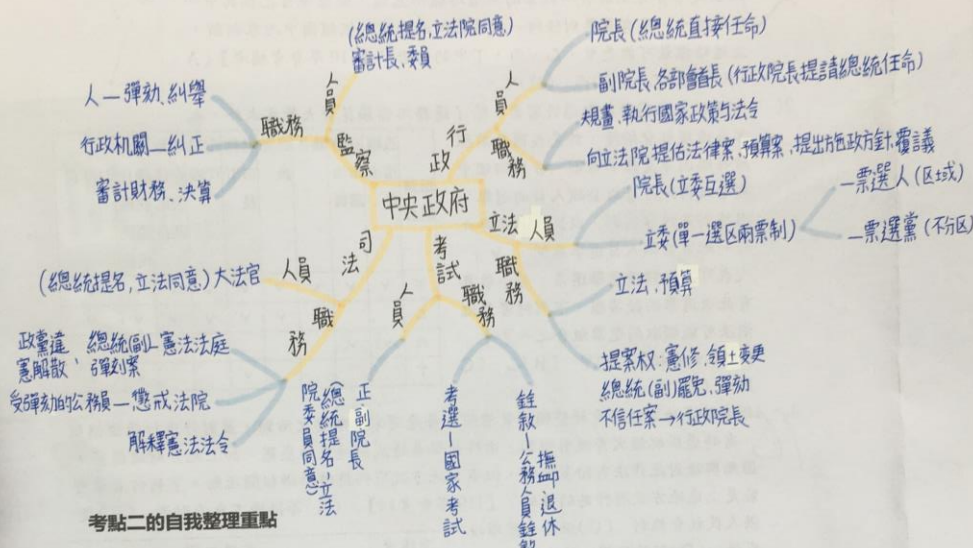 中央政府
行政
人員
院長(總統直接任命)
副院長、各部會首長(行政院長提請總統任命)
職務
規畫、執行國家政策与法令
向立法院提估法律案、預算案、提出施政方針、覆議
立法
人員
院長(立委互選)
立委(單一選区兩票制)
一票選人(区域)
一票選黨(不分区)
職務
立法、預算
提案权:憲修、領土変更
總統(副)罷免、彈劾
不信任案→行政院長
考試
人員
正、副院長
(總統提名—立法
院委員同意)
職務
考選—國家考試
銓敘—公務人員銓敘
撫卹、退休
司法
人員
(總統提名,立法同意)大法官
職務
政黨違
憲解散、
總統(副)—憲法法庭
彈劾案
受彈劾的公務員—懲戒法院
解釋憲法法令
監察
人員
(總統提名,立法院同意)
審計長、委員
職務
人—彈劾、糾舉
行政机關—糾正
審計財務、決算
考點二的自我整理重點